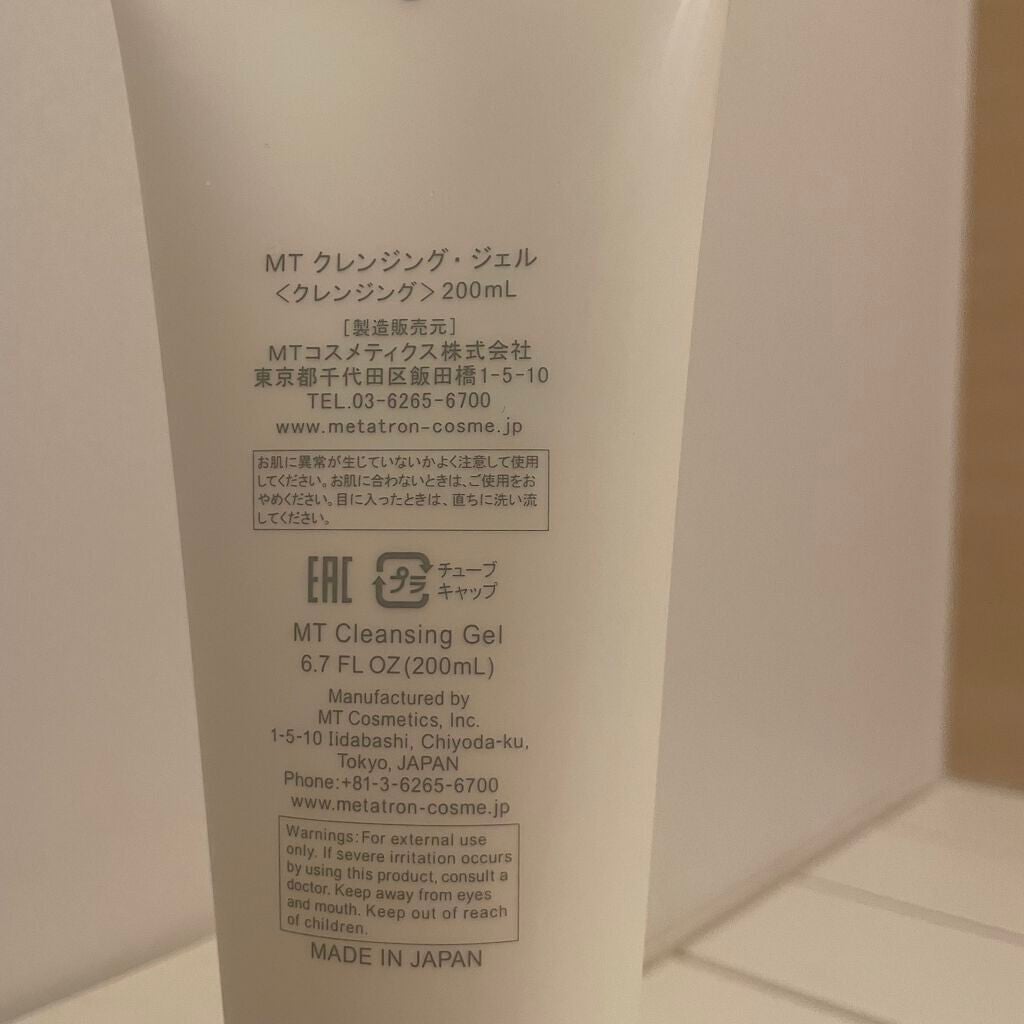 MT クレンジング・ジェル
＜クレンジング＞200mL
［製造販売元］
MTコスメティクス株式会社
東京都千代田区飯田橋1-5-10
TEL.03-6265-6700
www.metatron-cosme.jp
お肌に異常が生じていないかよく注意して使用
してください。お肌に合わないときは、ご使用をお
やめください。目に入ったときは、直ちに洗い流
してください。
EAC プラ チューブ
キャップ
MT Cleansing Gel
6.7 FL OZ(200mL)
Manufactured by
MT Cosmetics, Inc.
1-5-10 Iidabashi, Chiyoda-ku,
Tokyo, JAPAN
Phone:+81-3-6265-6700
www.metatron-cosme.jp
Warnings:For external use
only. If severe irritation occurs
by using this product, consult a
doctor. Keep away from eyes
and mouth. Keep out of reach
of children.
MADE IN JAPAN